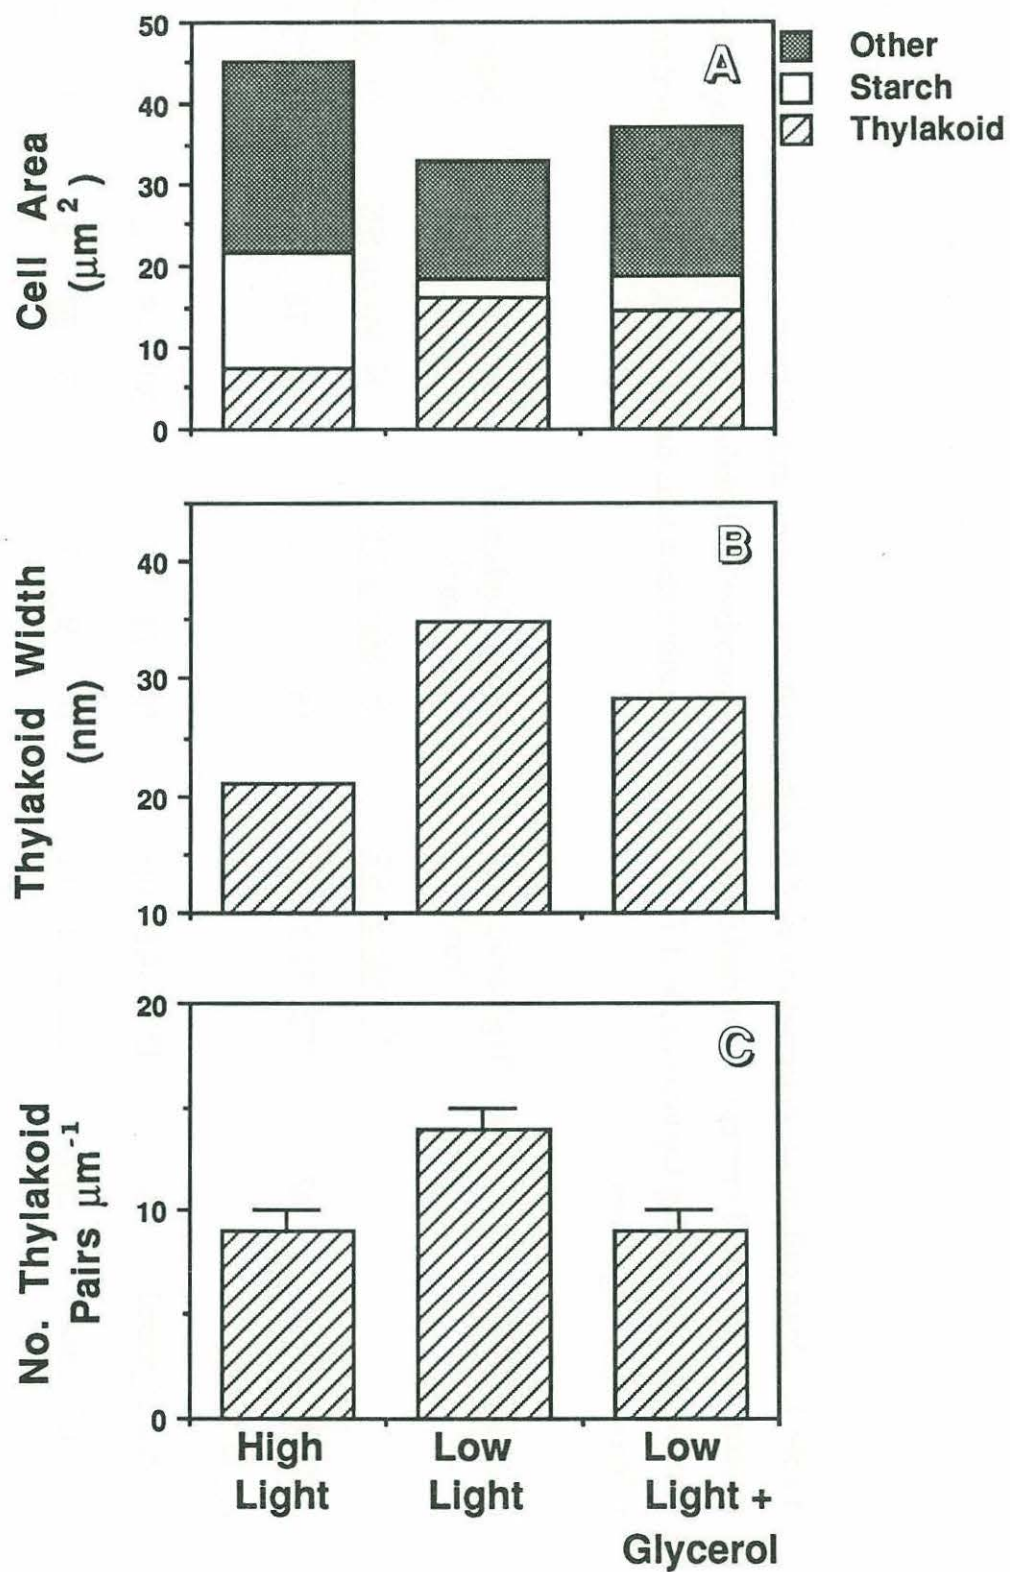 50
40
30
20
10
0
Cell Area
(μm²)
A
Other
Starch
Thylakoid
40
30
20
10
Thylakoid Width
(nm)
B
20
10
0
No. Thylakoid
Pairs μm⁻¹
C
High
Light
Low
Light
Low
Light +
Glycerol